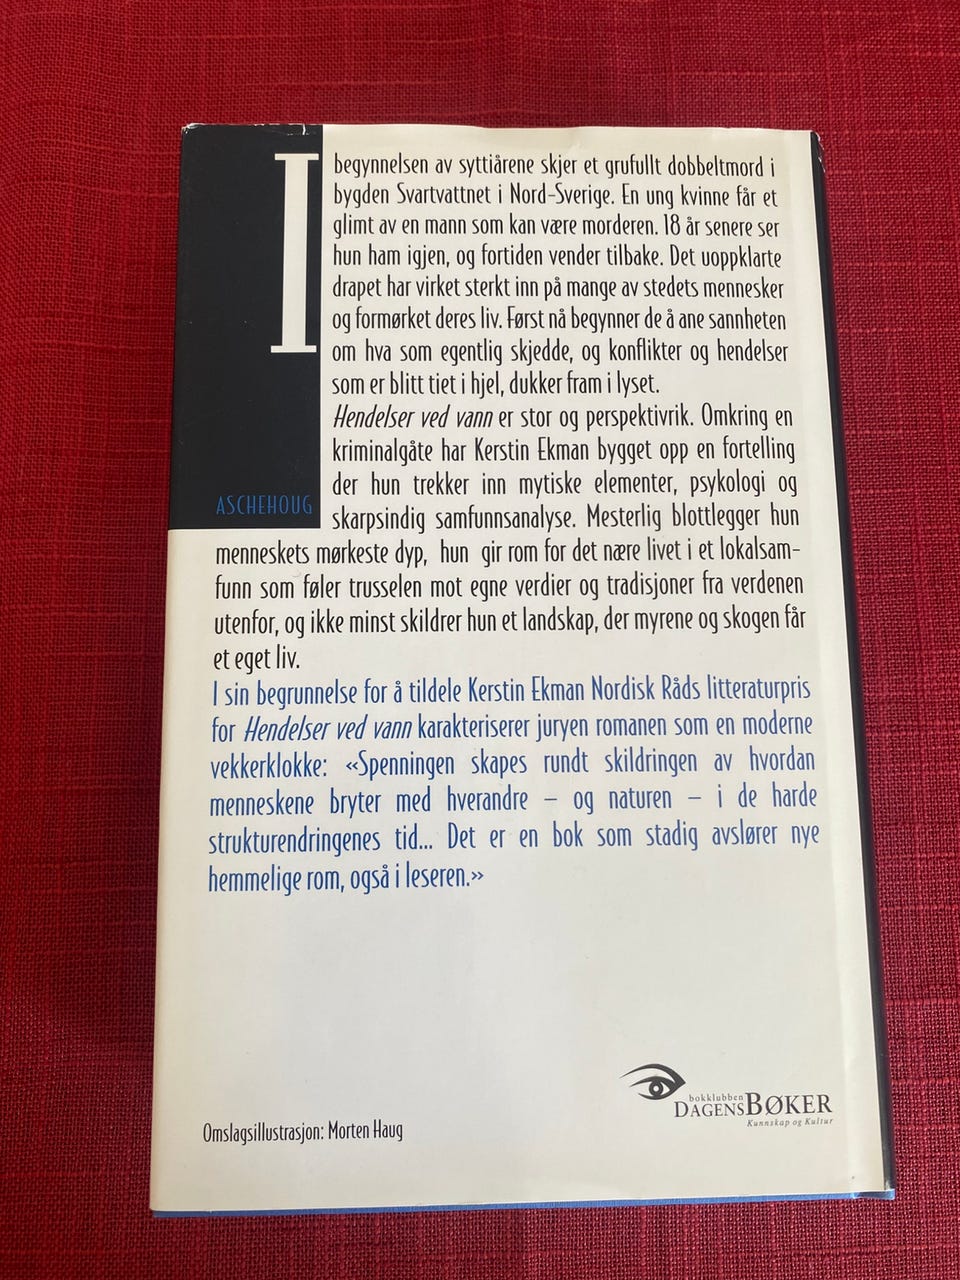 I begynnelsen av syttiårene skjer et grufullt dobbeltmord i
bygden Svartvattnet i Nord-Sverige. En ung kvinne får et
glimt av en mann som kan være morderen. 18 år senere ser
hun ham igjen, og fortiden vender tilbake. Det uoppklarte
drapet har virket sterkt inn på mange av stedets mennesker
og formørket deres liv. Først nå begynner de å ane sannheten
om hva som egentlig skjedde, og konflikter og hendelser
som er blitt tiet i hjel, dukker fram i lyset.
Hendelser ved vann er stor og perspektivrik. Omkring en
kriminalgåte har Kerstin Ekman bygget opp en fortelling
der hun trekker inn mytiske elementer, psykologi og
skarpsindig samfunnsanalyse. Mesterlig blottlegger hun
menneskets mørkeste dyp, hun gir rom for det nære livet i et lokalsam-
funn som føler trusselen mot egne verdier og tradisjoner fra verdenen
utenfor, og ikke minst skildrer hun et landskap, der myrene og skogen får
et eget liv.
ASCHEHOUG
I sin begrunnelse for å tildele Kerstin Ekman Nordisk Råds litteraturpris
for Hendelser ved vann karakteriserer juryen romanen som en moderne
vekkerklokke: «Spenningen skapes rundt skildringen av hvordan
menneskene bryter med hverandre – og naturen – i de harde
strukturendringenes tid... Det er en bok som stadig avslører nye
hemmelige rom, også i leseren.»
bokklubben
DAGENSBØKER
Kunnskap og Kultur
Omslagsillustrasjon: Morten Haug